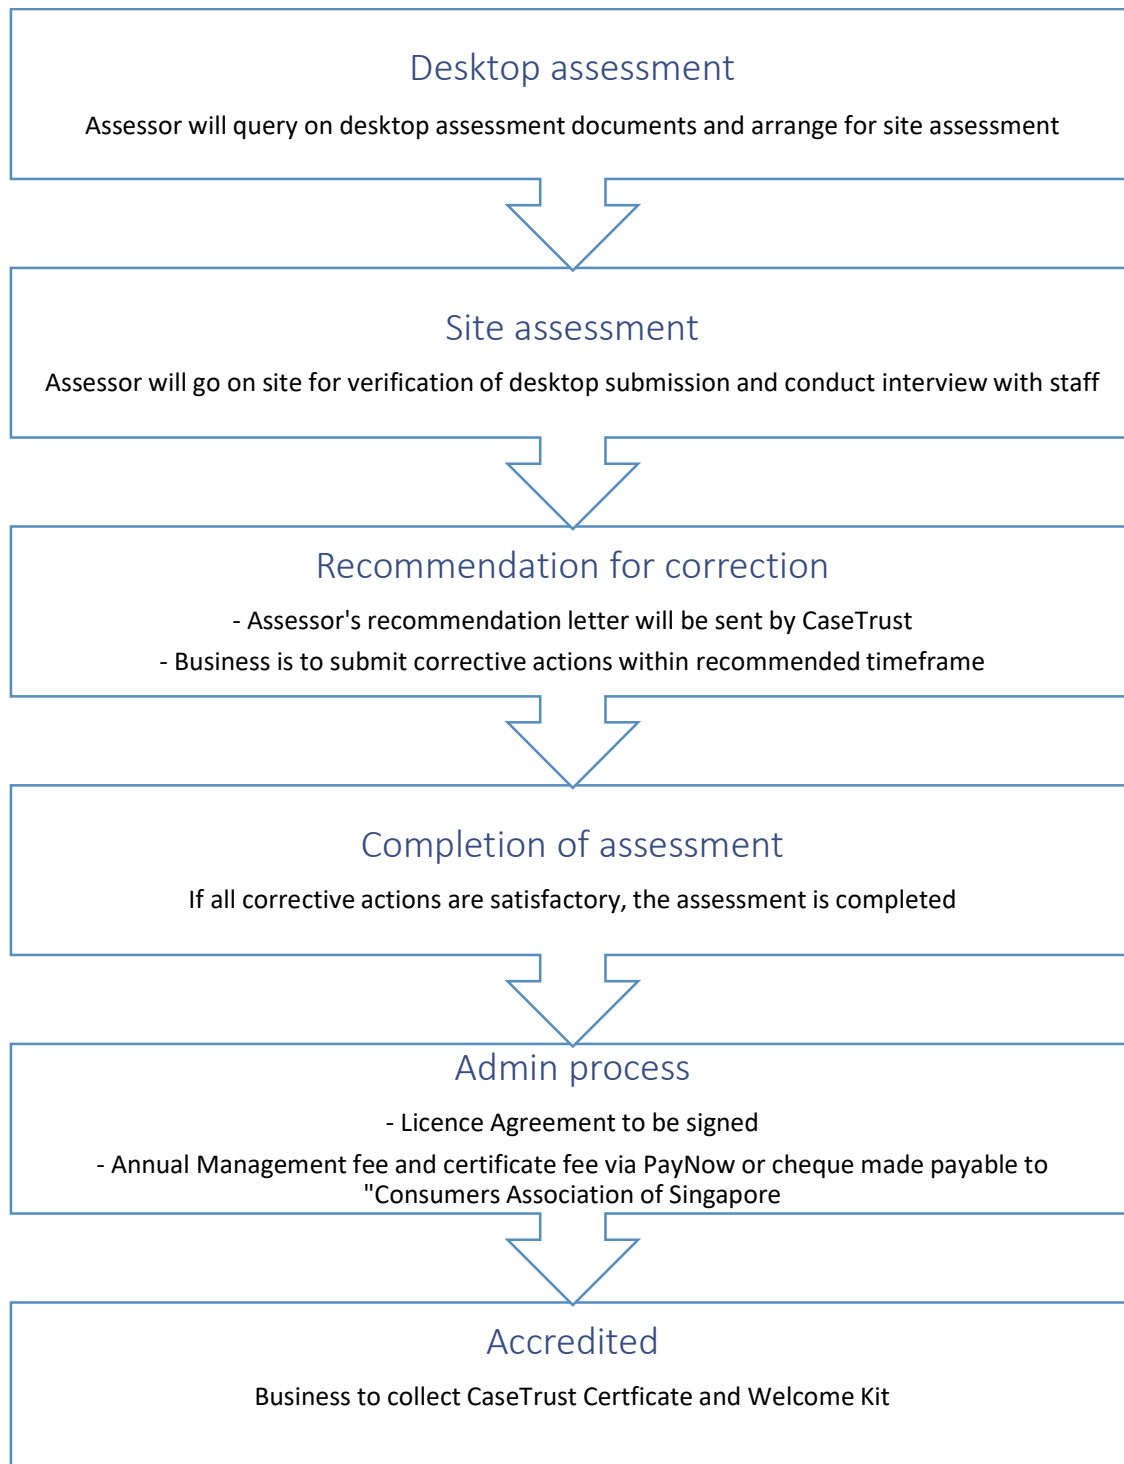 Desktop assessment
Assessor will query on desktop assessment documents and arrange for site assessment
Site assessment
Assessor will go on site for verification of desktop submission and conduct interview with staff
Recommendation for correction
- Assessor's recommendation letter will be sent by CaseTrust
- Business is to submit corrective actions within recommended timeframe
Completion of assessment
If all corrective actions are satisfactory, the assessment is completed
Admin process
- Licence Agreement to be signed
- Annual Management fee and certificate fee via PayNow or cheque made payable to
"Consumers Association of Singapore
Accredited
Business to collect CaseTrust Certficate and Welcome Kit